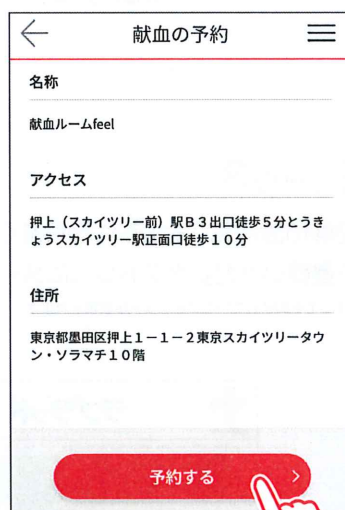 献血の予約
名称
献血ルームfeel
アクセス
押上（スカイツリー前）駅Ｂ３出口徒歩５分とうき
ょうスカイツリー駅正面口徒歩１０分
住所
東京都墨田区押上１－１－２東京スカイツリータウ
ン・ソラマチ１０階
予約する